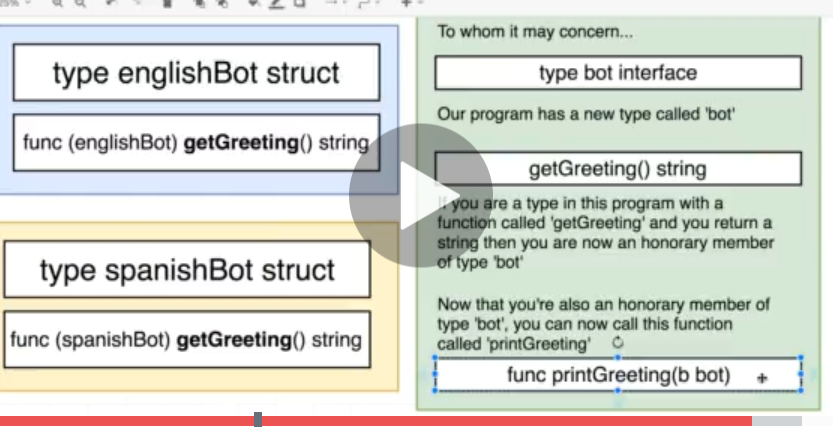 type englishBot struct
func (englishBot) getGreeting() string
type spanishBot struct
func (spanishBot) getGreeting() string
To whom it may concern...
type bot interface
Our program has a new type called 'bot'
getGreeting() string
If you are a type in this program with a
function called 'getGreeting' and you return a
string then you are now an honorary member
of type 'bot'
Now that you're also an honorary member of
type 'bot', you can now call this function
called 'printGreeting'
func printGreeting(b bot)